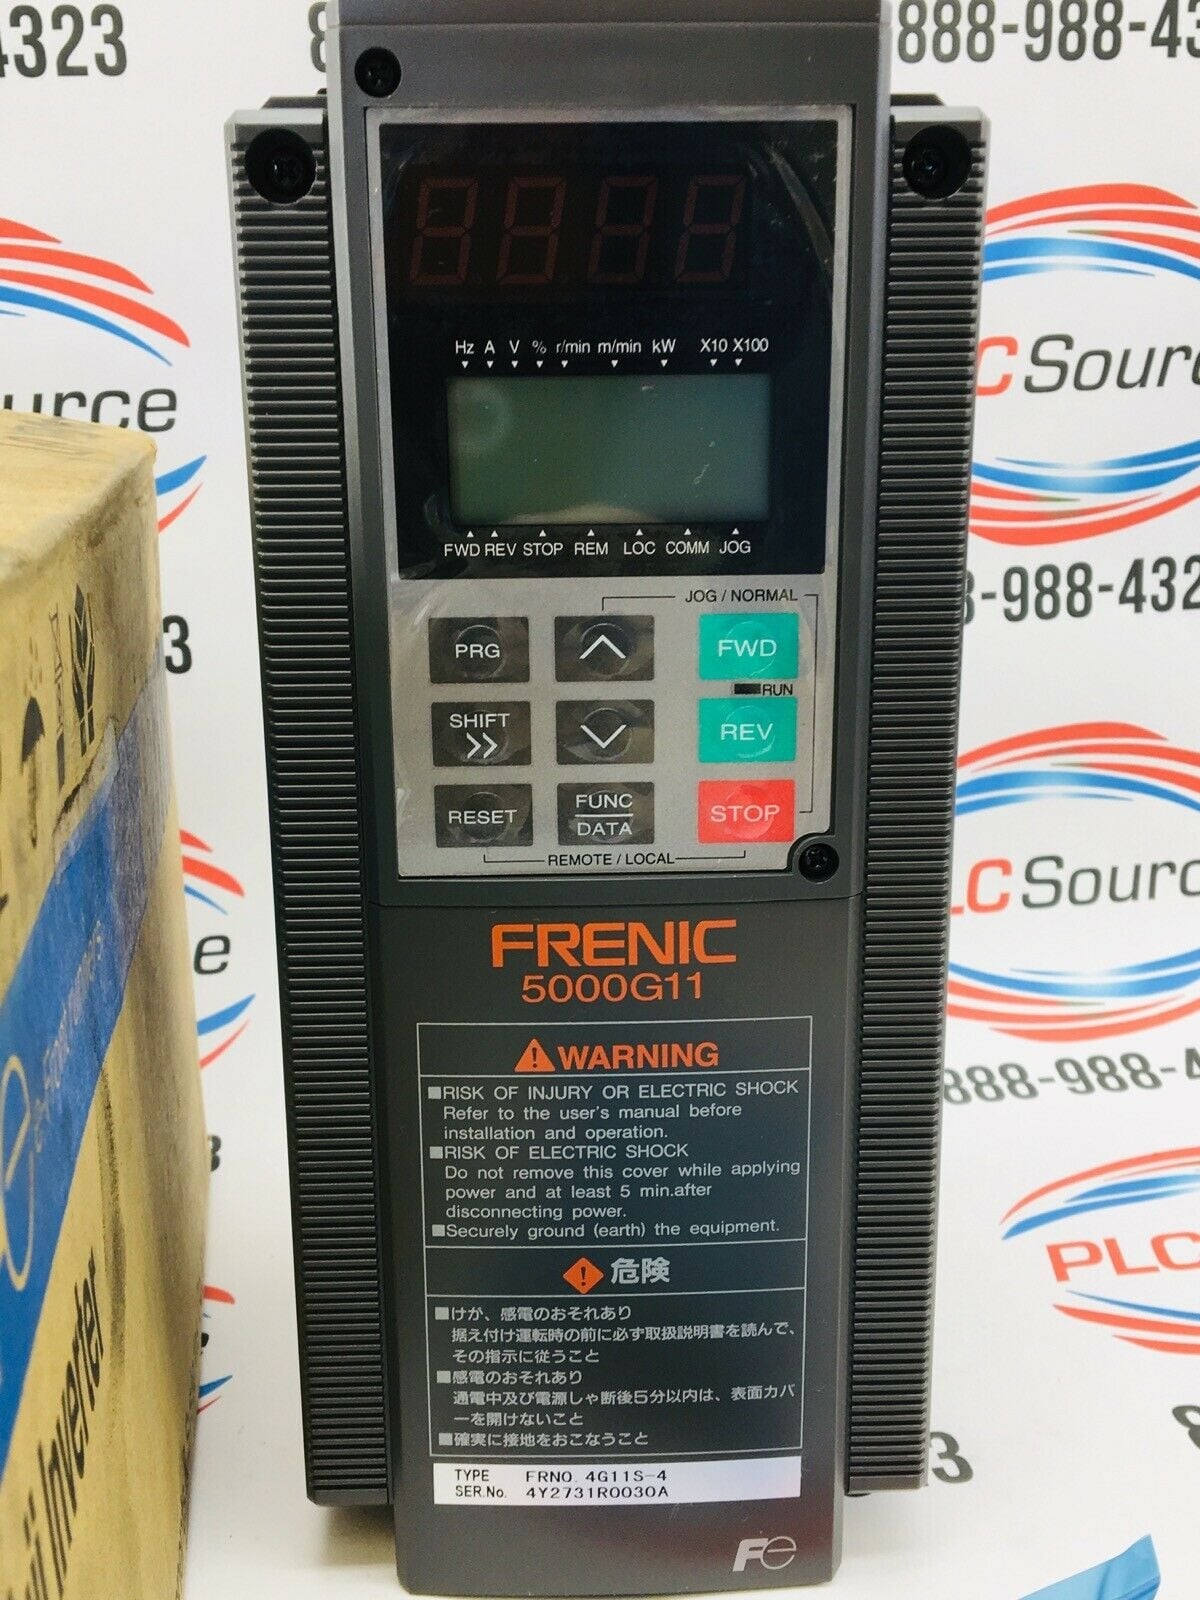 4323
888-988-43
urce
CSource
Hz A V % r/min m/min kW X10 X100
FWD REV STOP REM LOC COMM JOG
JOG / NORMAL
PRG
FWD
RUN
SHIFT
REV
RESET
FUNC
DATA
STOP
REMOTE / LOCAL
-988-432
LCSource
FRENIC
5000G11
WARNING
■RISK OF INJURY OR ELECTRIC SHOCK
Refer to the user's manual before
installation and operation.
■RISK OF ELECTRIC SHOCK
Do not remove this cover while applying
power and at least 5 min.after
disconnecting power.
■Securely ground (earth) the equipment.
危険
■けが、感電のおそれあり
据え付け運転時の前に必ず取扱説明書を読んで、
その指示に従うこと
■感電のおそれあり
通電中及び電源しゃ断後5分以内は、表面カバ
ーを開けないこと
■確実に接地をおこなうこと
TYPE FRN0.4G11S-4
SER.No. 4Y2731R0030A
Fe
888-988-4
PLC
323
Inverter